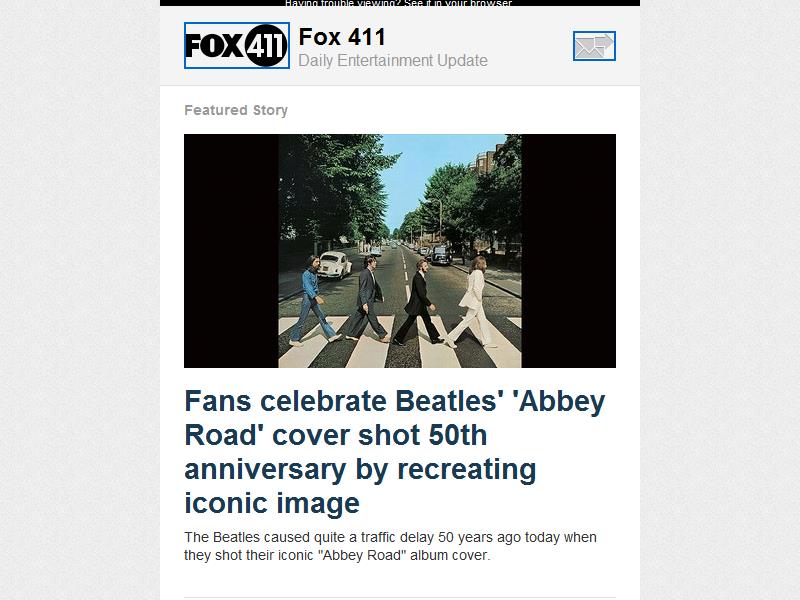 Having trouble viewing? See it in your browser
FOX 411
Fox 411
Daily Entertainment Update
Featured Story
Fans celebrate Beatles' 'Abbey
Road' cover shot 50th
anniversary by recreating
iconic image
The Beatles caused quite a traffic delay 50 years ago today when
they shot their iconic "Abbey Road" album cover.